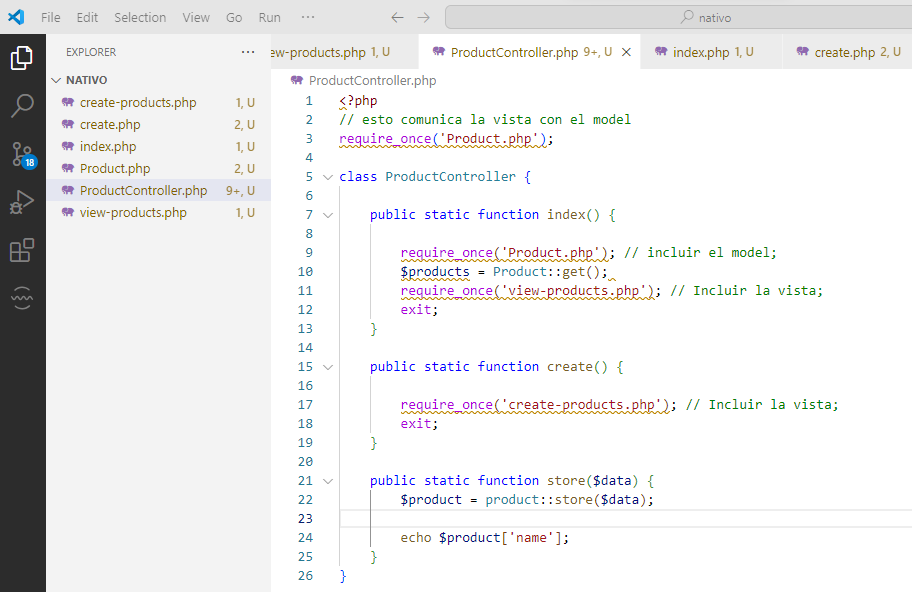 File Edit Selection View Go Run ··· ← → nativo
EXPLORER ···
NATIVO
create-products.php 1, U
create.php 2, U
index.php 1, U
Product.php 2, U
ProductController.php 9+, U
view-products.php 1, U
18
ew-products.php 1, U ProductController.php 9+, U × index.php 1, U create.php 2, U
ProductController.php
1 <?php
2 // esto comunica la vista con el model
3 require_once('Product.php');
4
5 class ProductController {
6
7 public static function index() {
8
9 require_once('Product.php'); // incluir el model;
10 $products = Product::get();
11 require_once('view-products.php'); // Incluir la vista;
12 exit;
13 }
14
15 public static function create() {
16
17 require_once('create-products.php'); // Incluir la vista;
18 exit;
19 }
20
21 public static function store($data) {
22 $product = product::store($data);
23
24 echo $product['name'];
25 }
26 }